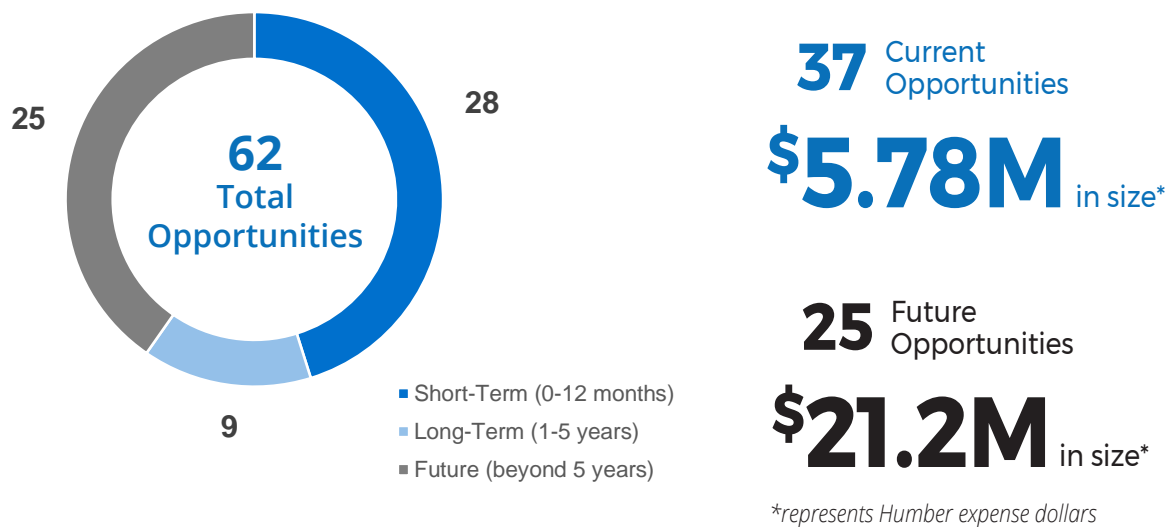 25
28
62
Total
Opportunities
9
Short-Term (0-12 months)
Long-Term (1-5 years)
Future (beyond 5 years)
37 Current
Opportunities
$5.78M in size*
25 Future
Opportunities
$21.2M in size*
*represents Humber expense dollars